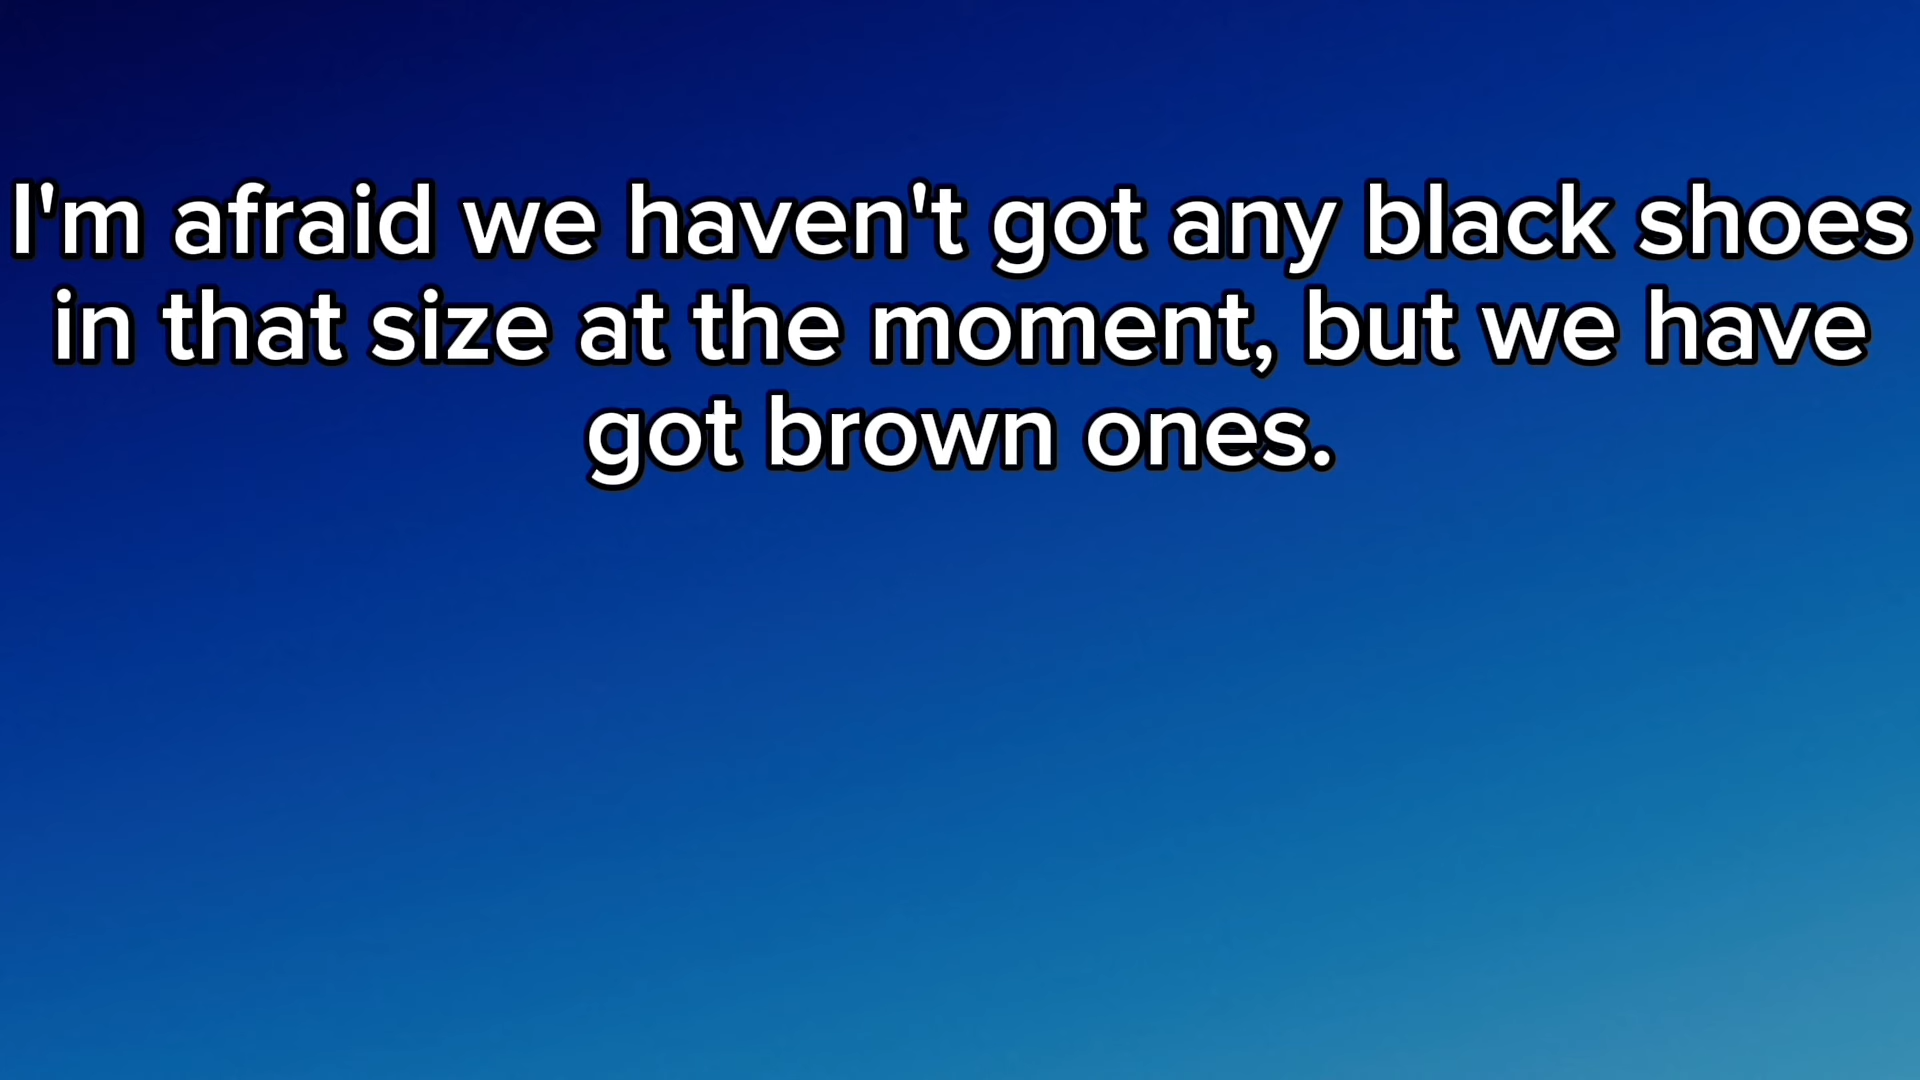 I'm afraid we haven't got any black shoes
in that size at the moment, but we have
got brown ones.